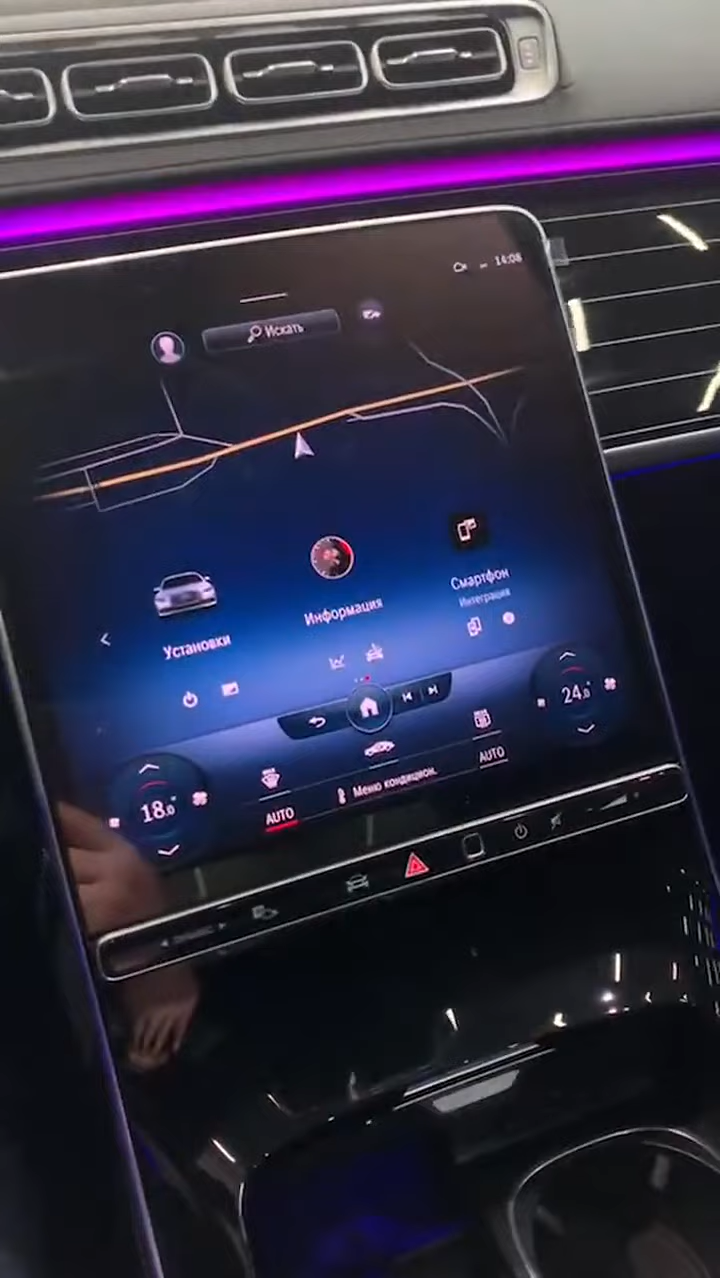 14:08
Искать
Установки
Информация
Смартфон
Интеграция
18.0°
24.0°
AUTO
Меню кондицион.
AUTO